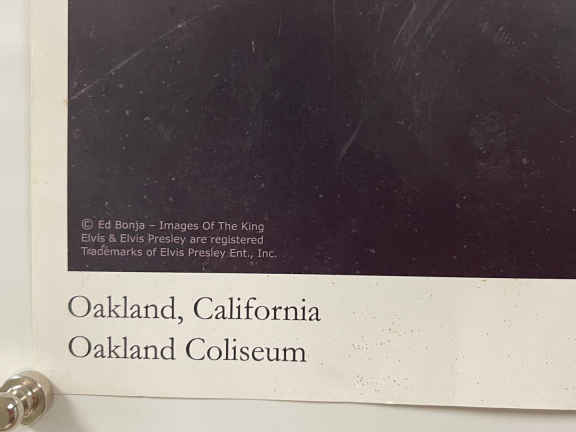 © Ed Bonja – Images Of The King
Elvis & Elvis Presley are registered
Trademarks of Elvis Presley Ent., Inc.
Oakland, California
Oakland Coliseum